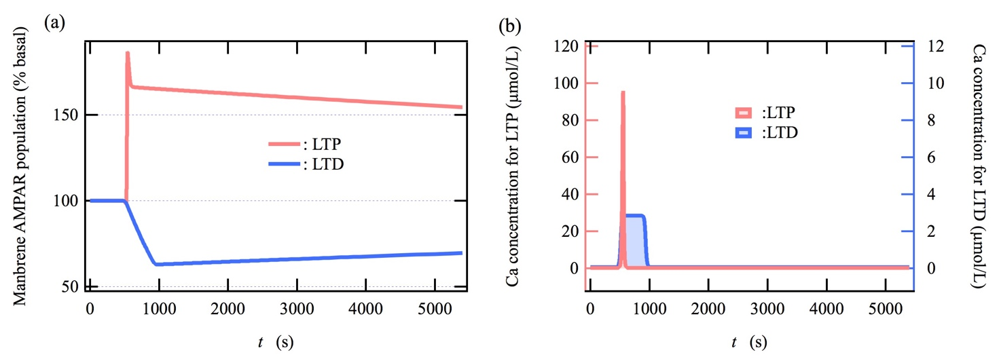 (a)
Manbrene AMPAR population (% basal)
150
100
50
: LTP
: LTD
0 1000 2000 3000 4000 5000
t (s)
(b)
Ca concentration for LTP (μmol/L)
120
100
80
60
40
20
0
:LTP
:LTD
12
10
8
6
4
2
0
Ca concentration for LTD (μmol/L)
0 1000 2000 3000 4000 5000
t (s)